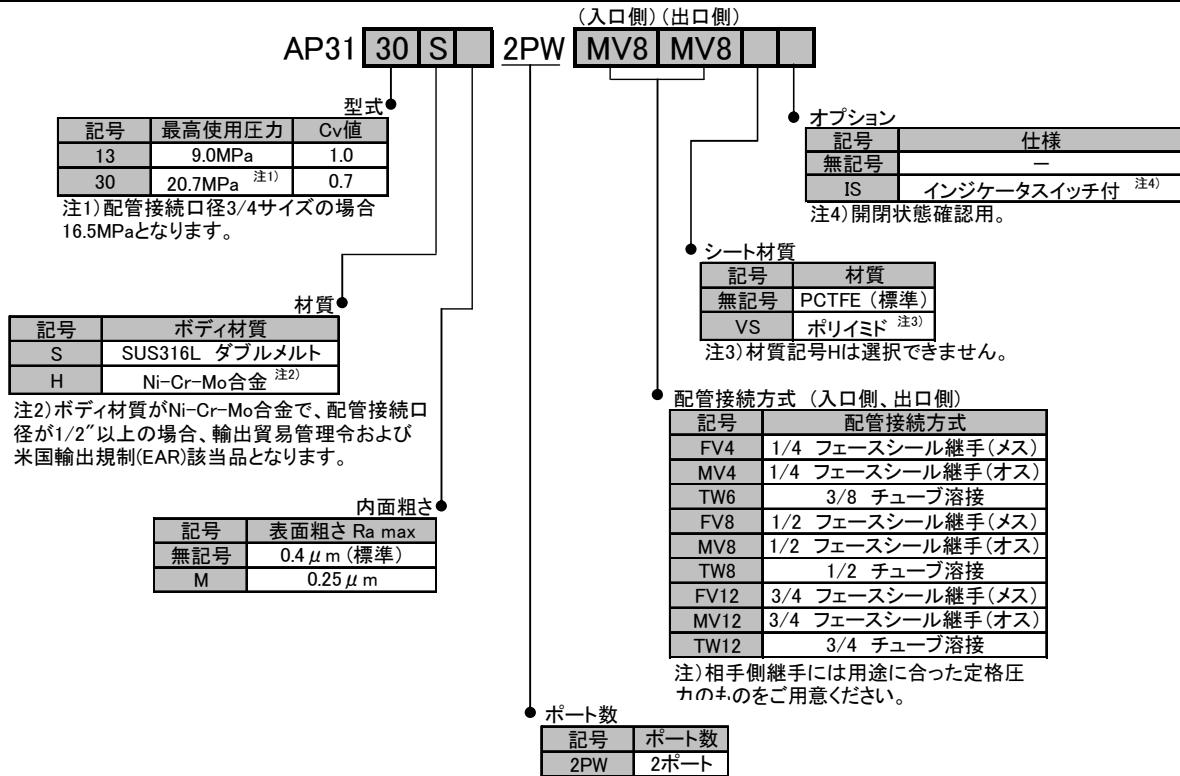 (入口側)(出口側)
AP31 30 S 2PW MV8 MV8
型式
記号 最高使用圧力 Cv値
13 9.0MPa 1.0
30 20.7MPa 注1) 0.7
注1)配管接続口径3/4サイズの場合
16.5MPaとなります。
材質
記号 ボディ材質
S SUS316L ダブルメルト
H Ni-Cr-Mo合金 注2)
注2)ボディ材質がNi-Cr-Mo合金で、配管接続口
径が1/2″以上の場合、輸出貿易管理令および
米国輸出規制(EAR)該当品となります。
内面粗さ
記号 表面粗さ Ra max
無記号 0.4μm(標準)
M 0.25μm
オプション
記号 仕様
無記号 −
IS インジケータスイッチ付 注4)
注4)開閉状態確認用。
シート材質
記号 材質
無記号 PCTFE(標準)
VS ポリイミド 注3)
注3)材質記号Hは選択できません。
配管接続方式 (入口側、出口側)
記号 配管接続方式
FV4 1/4 フェースシール継手(メス)
MV4 1/4 フェースシール継手(オス)
TW6 3/8 チューブ溶接
FV8 1/2 フェースシール継手(メス)
MV8 1/2 フェースシール継手(オス)
TW8 1/2 チューブ溶接
FV12 3/4 フェースシール継手(メス)
MV12 3/4 フェースシール継手(オス)
TW12 3/4 チューブ溶接
注)相手側継手には用途に合った定格圧
力のものをご用意ください。
ポート数
記号 ポート数
2PW 2ポート